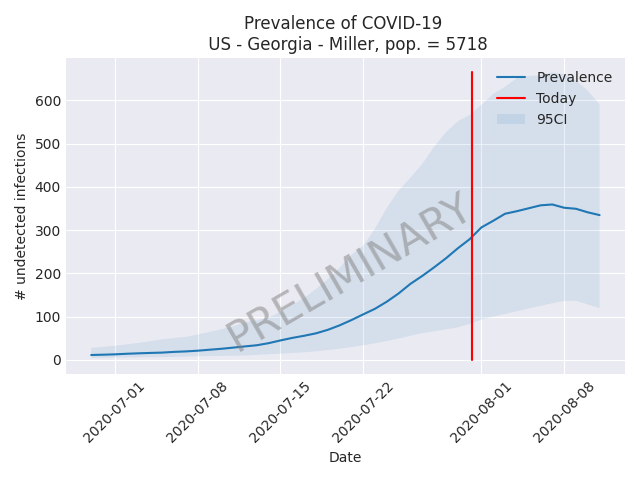 Prevalence of COVID-19
US - Georgia - Miller, pop. = 5718
Prevalence
Today
95CI
600
500
400
300
200
100
0
# undetected infections
PRELIMINARY
2020-07-01
2020-07-08
2020-07-15
2020-07-22
2020-08-01
2020-08-08
Date